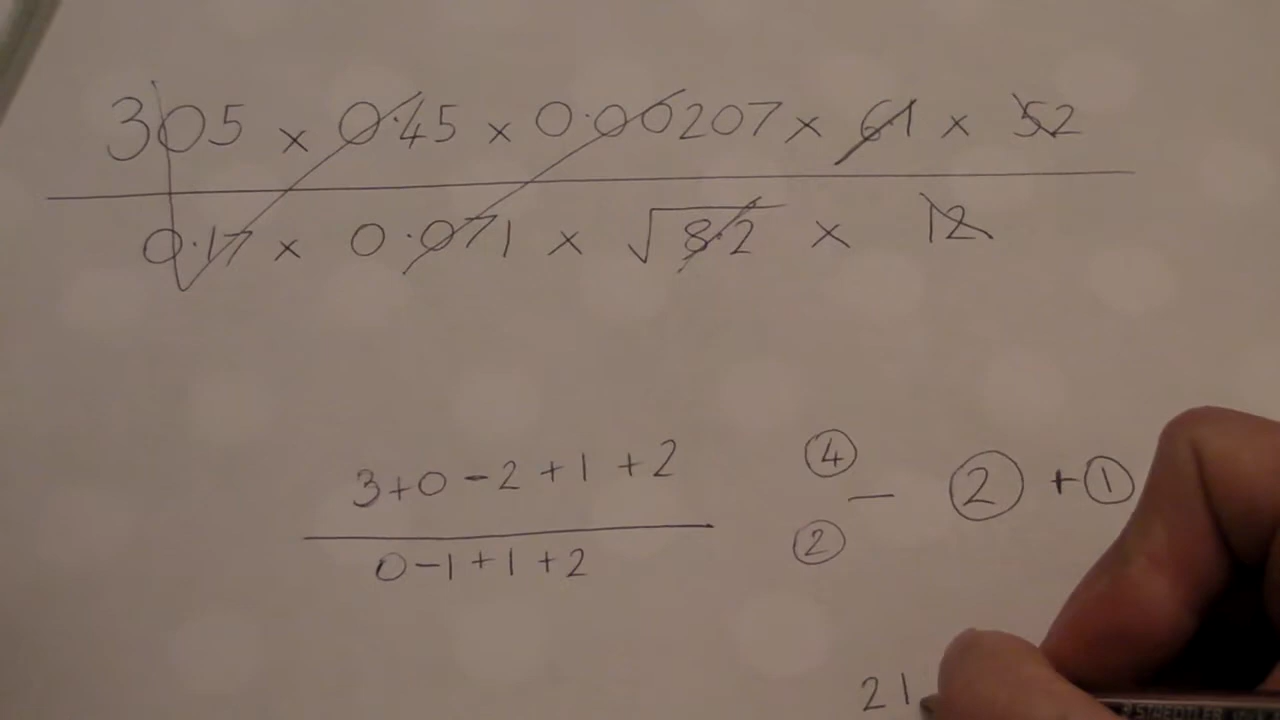 305 × 0.45 × 0.00207 × 61 × 52
0.17 × 0.071 × √8.2 × 12
3+0-2+1+2
0-1+1+2
4 - 2 + 1
2
21
STAEDTLER